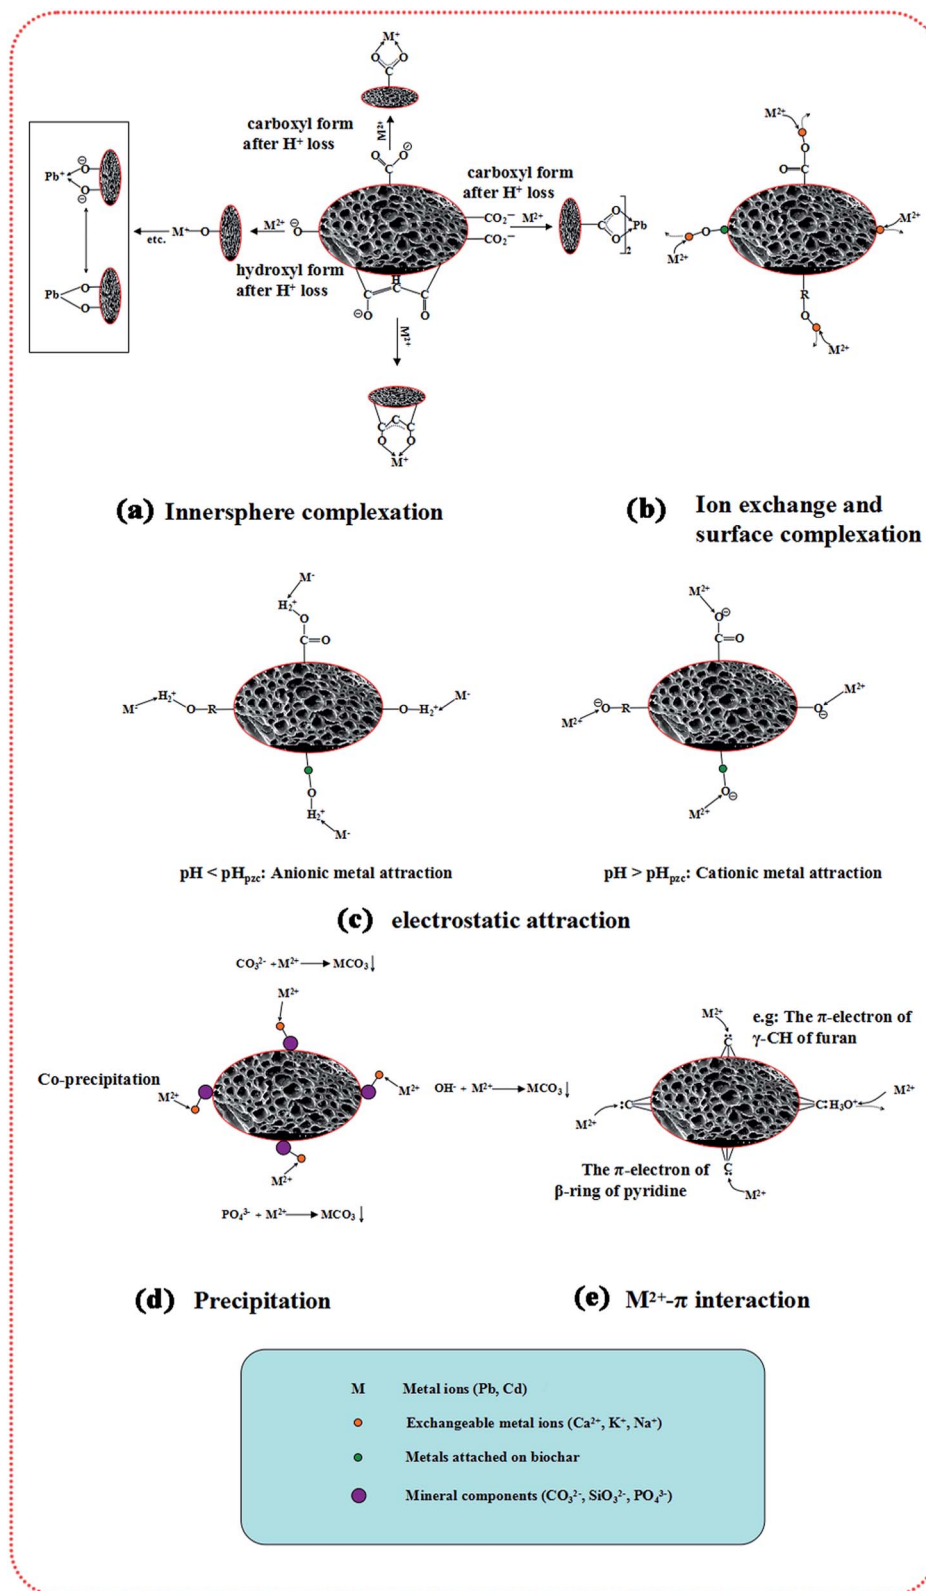 M⁺
O O
C
carboxyl form
after H⁺ loss
M²⁺
O O ⊖
C
carboxyl form
after H⁺ loss
CO₂⁻ M²⁺
CO₂⁻
C O O Pb
2
Pb⁺ ⊖ O
O ⊖
etc. M⁺ O M²⁺ ⊖ O
hydroxyl form
after H⁺ loss
Pb O
O
H
C C C
O ⊖ O
M²⁺
C C C
O O
M⁺
M²⁺
O
O C
O
M²⁺
M²⁺
R
O
M²⁺
(a) Innersphere complexation
(b) Ion exchange and
surface complexation
M⁻
H₂⁺
O
C=O
M⁻ H₂⁺ O R
O H₂⁺ M⁻
O
H₂⁺
M⁻
M²⁺
O ⊖
C=O
M²⁺ ⊖ O R
O ⊖ M²⁺
O ⊖
M²⁺
pH < pHpzc: Anionic metal attraction
pH > pHpzc: Cationic metal attraction
(c) electrostatic attraction
CO₃²⁻ + M²⁺ ⟶ MCO₃↓
M²⁺
Co-precipitation
M²⁺
M²⁺
OH⁻ + M²⁺ ⟶ MCO₃↓
M²⁺
PO₄³⁻ + M²⁺ ⟶ MCO₃↓
M²⁺
e.g: The π-electron of
γ-CH of furan
C
M²⁺ :C
C:H₃O⁺ M²⁺
The π-electron of
β-ring of pyridine
C
M²⁺
(d) Precipitation
(e) M²⁺-π interaction
M Metal ions (Pb, Cd)
Exchangeable metal ions (Ca²⁺, K⁺, Na⁺)
Metals attached on biochar
Mineral components (CO₃²⁻, SiO₃²⁻, PO₄³⁻)